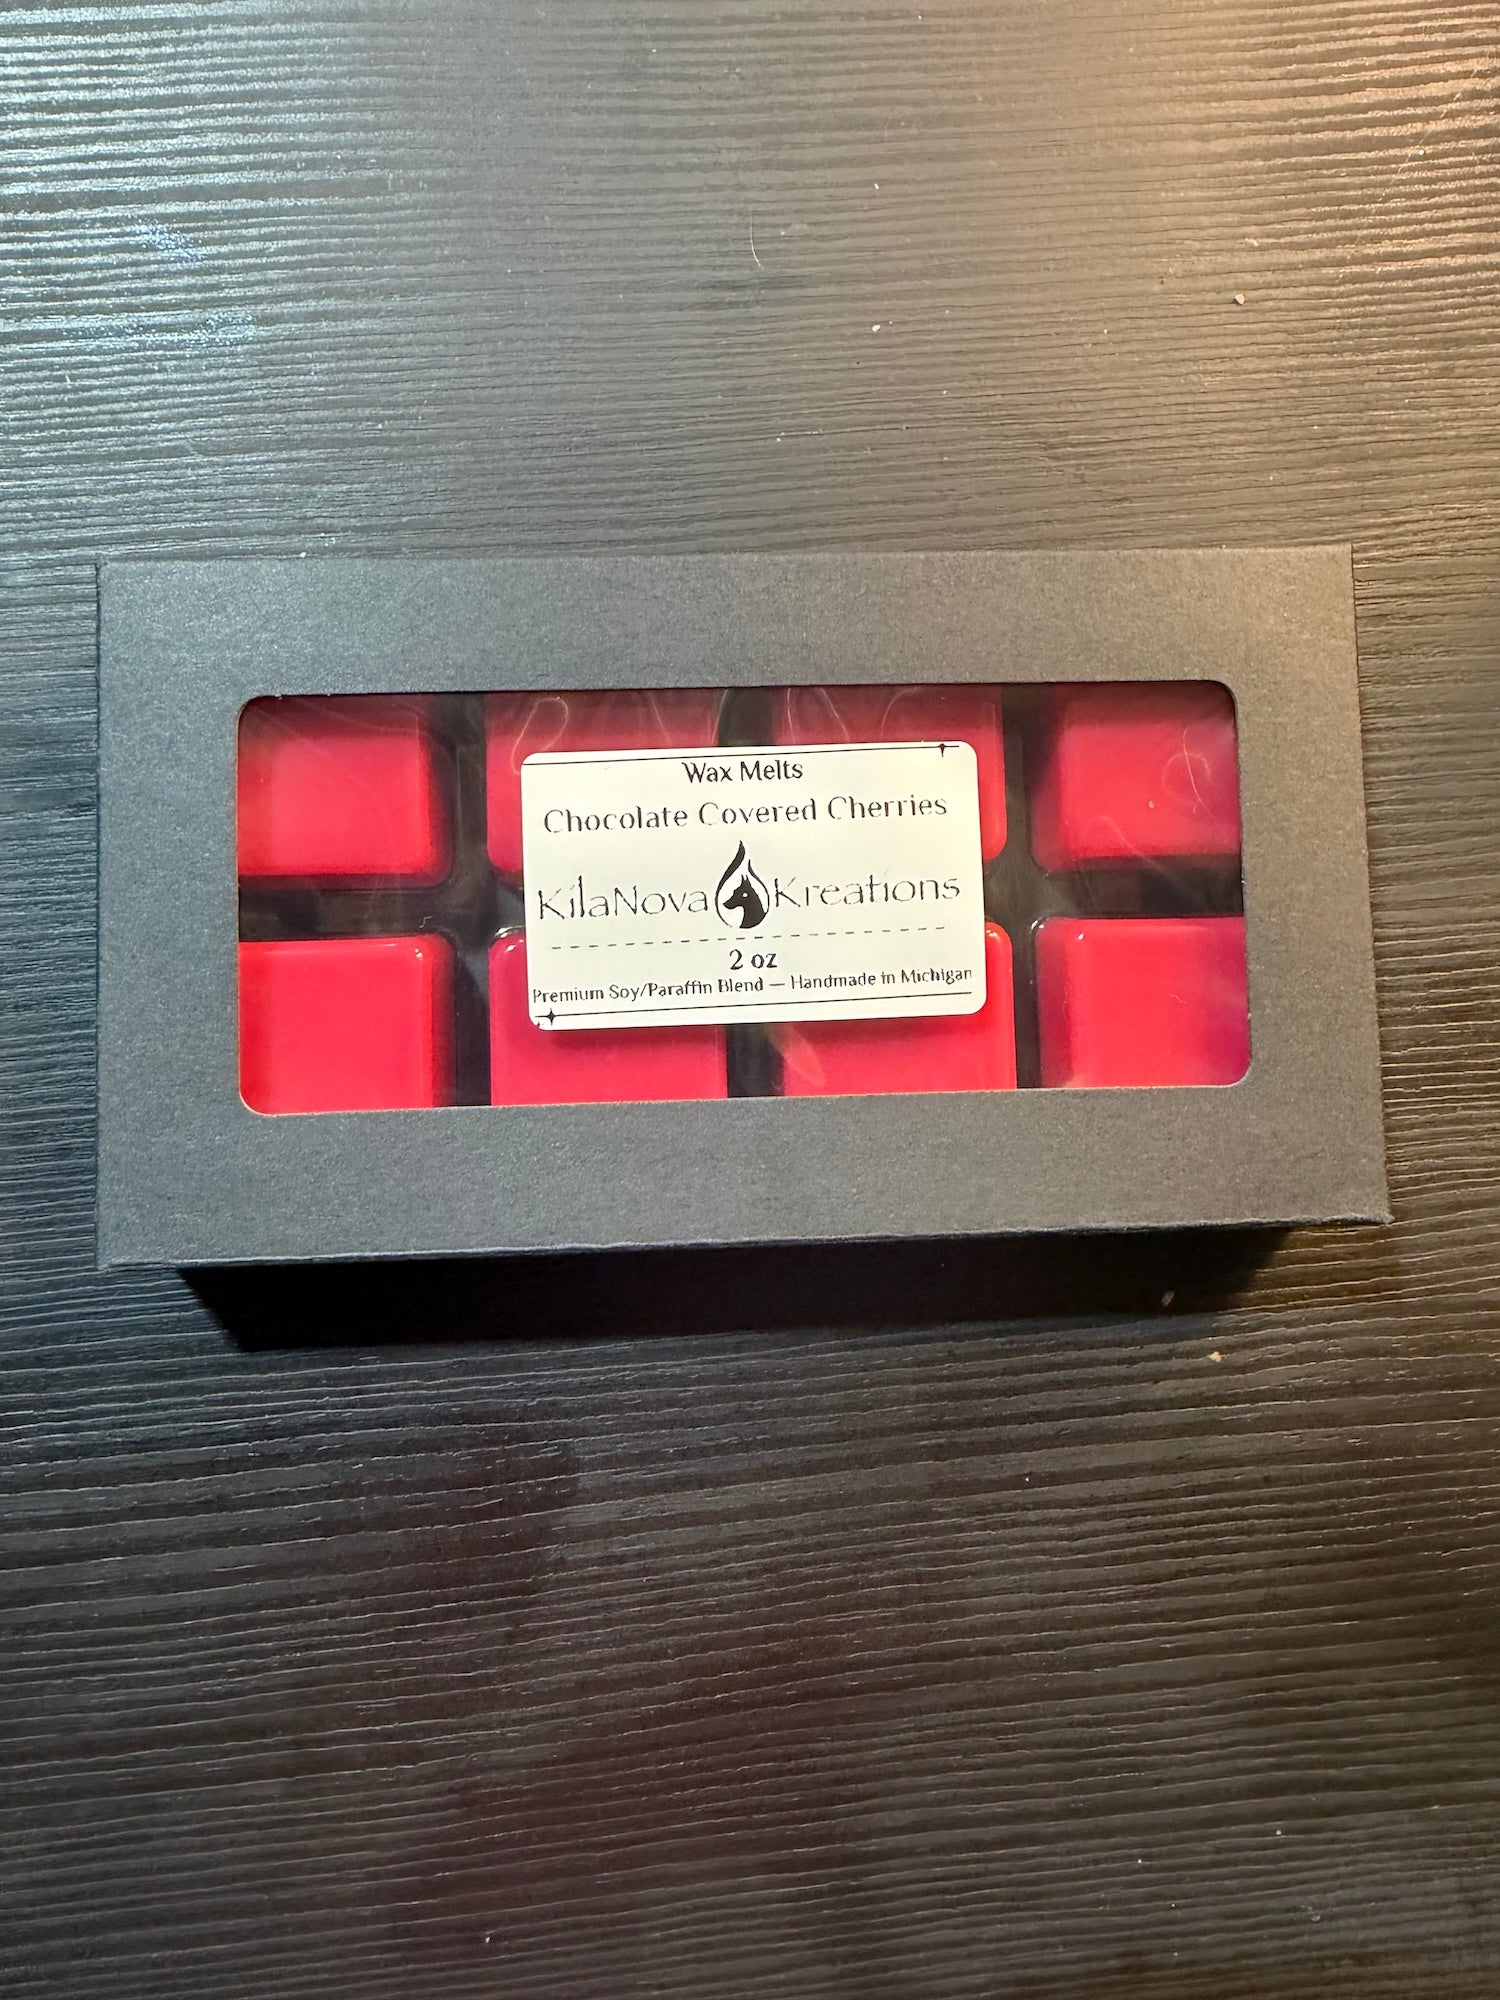 Wax Melts
Chocolate Covered Cherries
KilaNova Kreations
2 oz
Premium Soy/Paraffin Blend — Handmade in Michigan